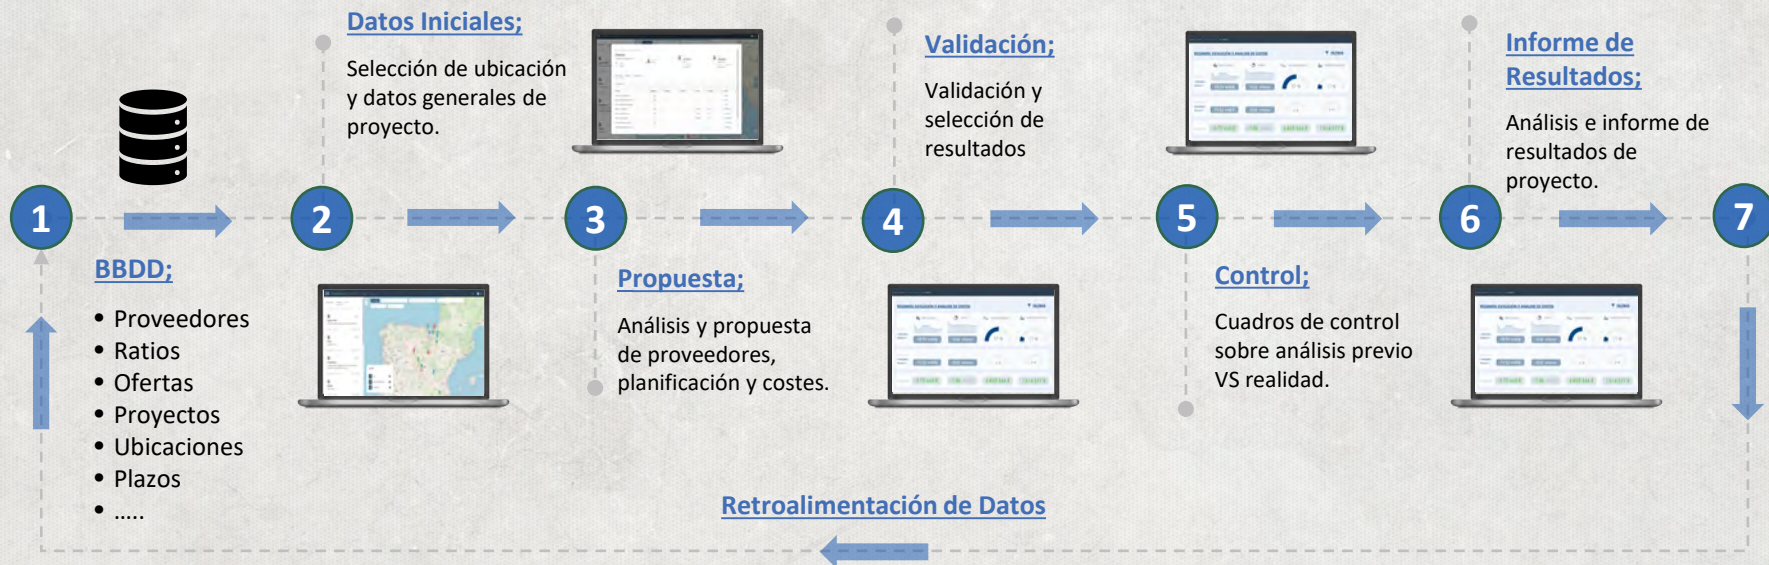 1
BBDD;
• Proveedores
• Ratios
• Ofertas
• Proyectos
• Ubicaciones
• Plazos
• .....
2
Datos Iniciales;
Selección de ubicación
y datos generales de
proyecto.
3
Propuesta;
Análisis y propuesta
de proveedores,
planificación y costes.
4
Validación;
Validación y
selección de
resultados
5
Control;
Cuadros de control
sobre análisis previo
VS realidad.
6
Informe de
Resultados;
Análisis e informe de
resultados de
proyecto.
7
Retroalimentación de Datos